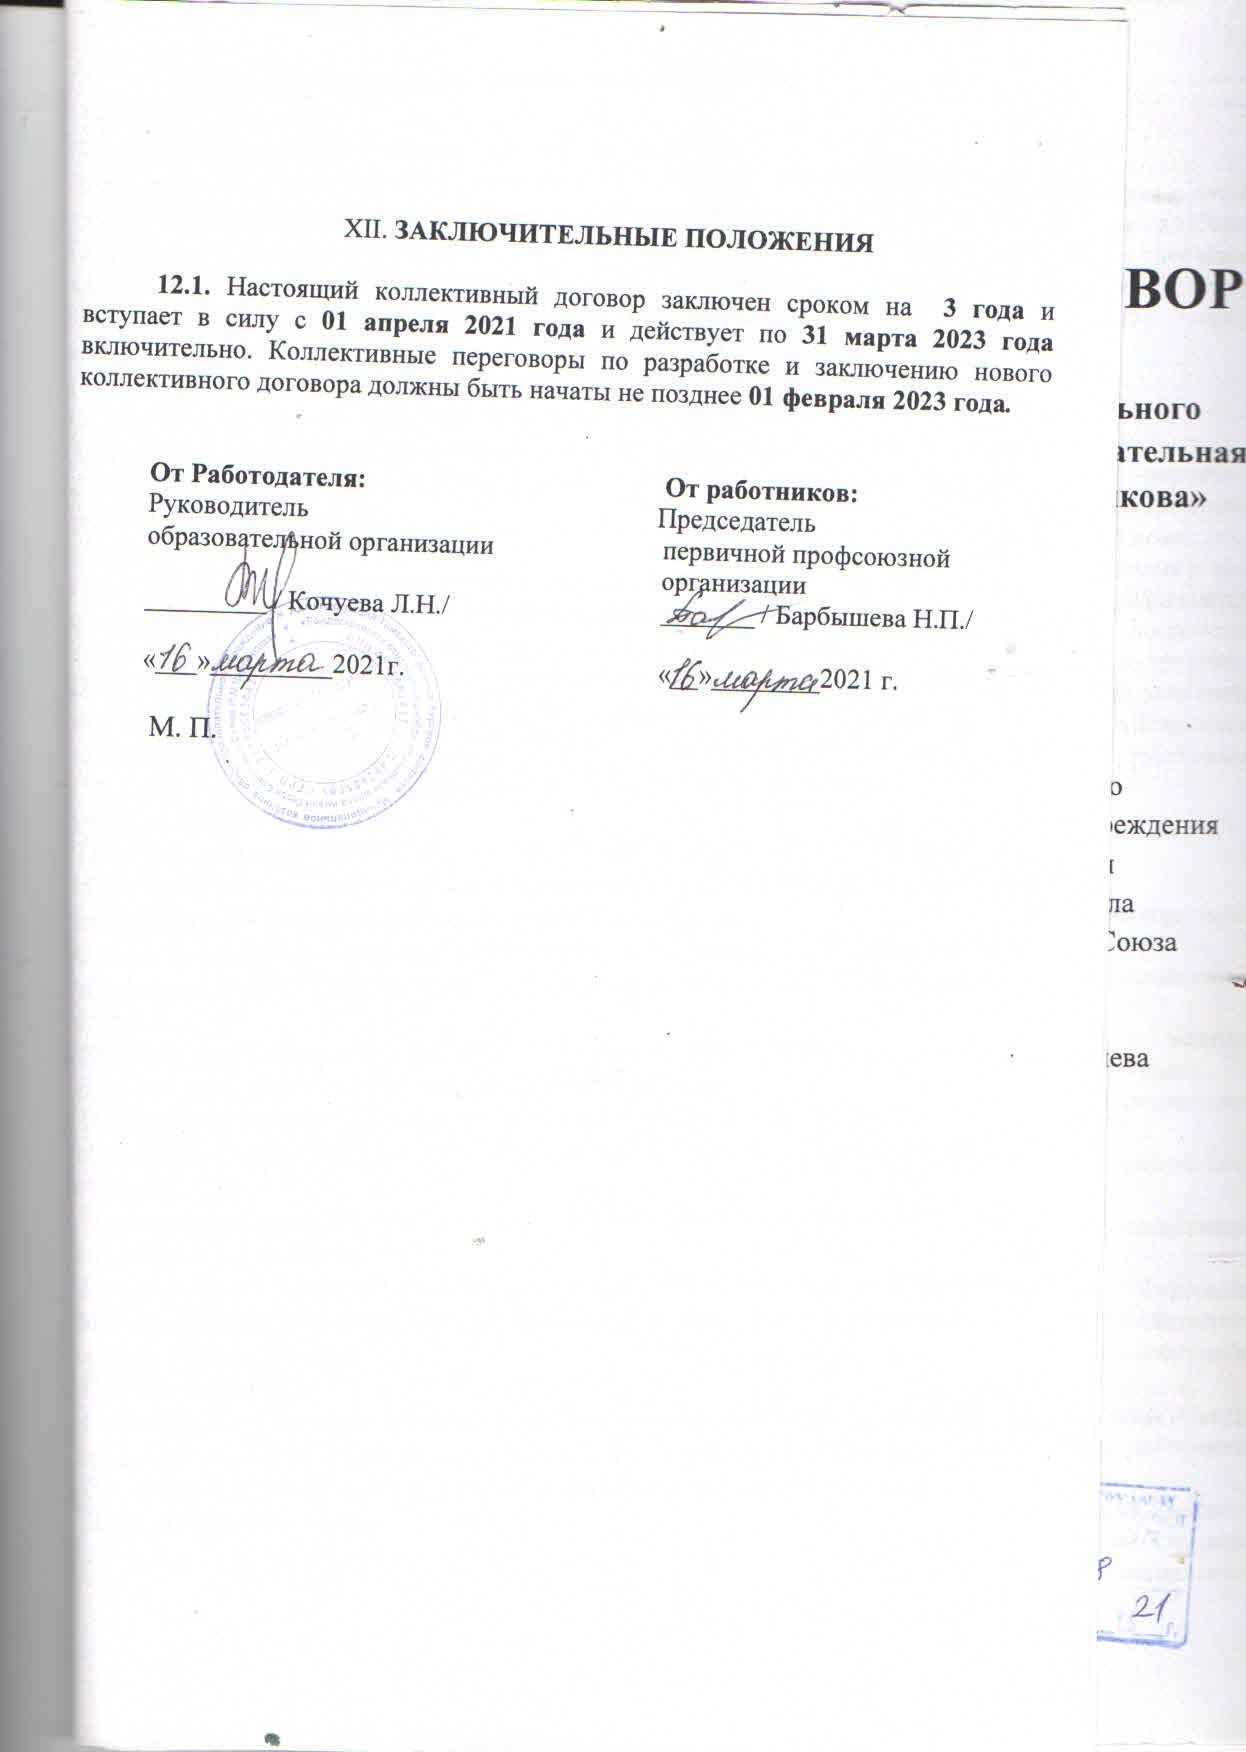 XII. ЗАКЛЮЧИТЕЛЬНЫЕ ПОЛОЖЕНИЯ
12.1. Настоящий коллективный договор заключен сроком на 3 года и
вступает в силу с 01 апреля 2021 года и действует по 31 марта 2023 года
включительно. Коллективные переговоры по разработке и заключению нового
коллективного договора должны быть начаты не позднее 01 февраля 2023 года.
От Работодателя:
Руководитель
образовательной организации
/ Кочуева Л.Н./
«16» марта 2021г.
М. П.
От работников:
Председатель
первичной профсоюзной
организации
/ Барбышева Н.П./
«16» марта 2021 г.
ВОР
ьного
ательная
кова»
о
реждения
ла
Союза
ева
21